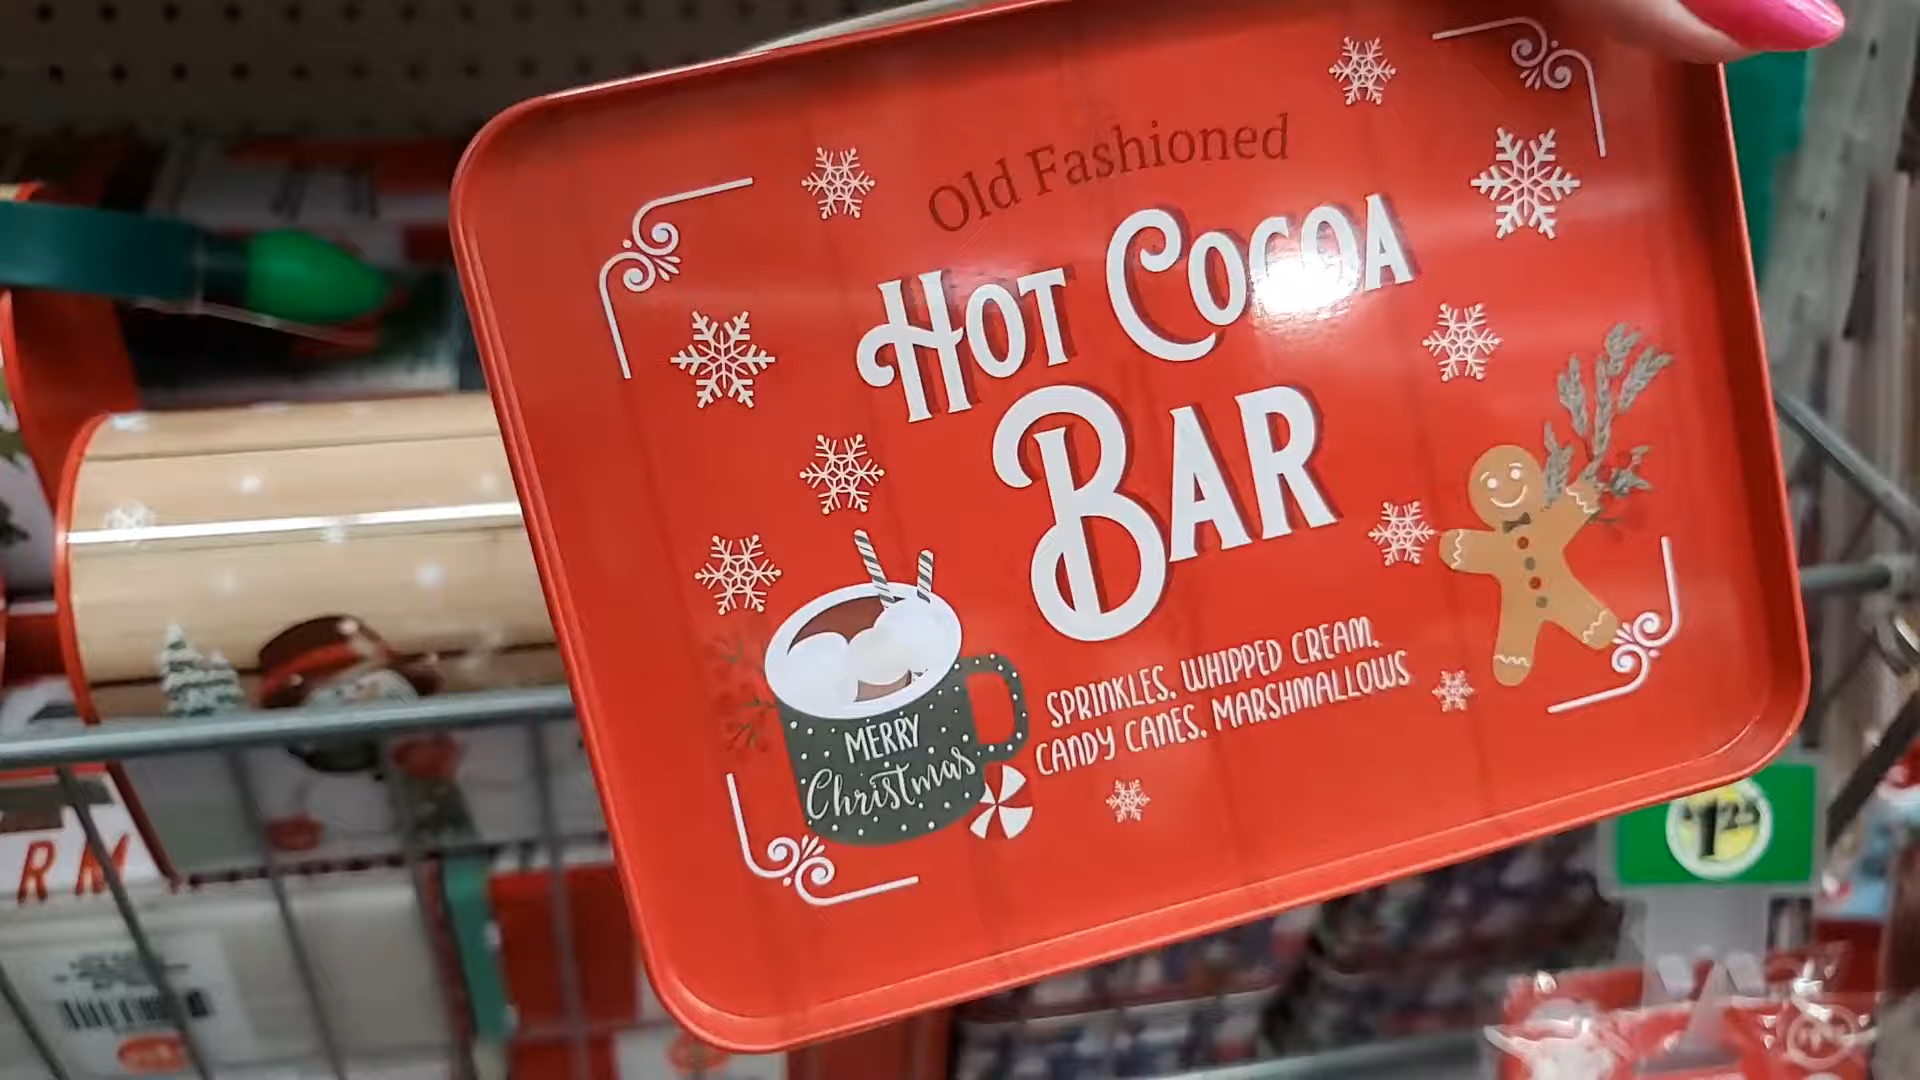 Old Fashioned
HOT COCOA
BAR
SPRINKLES, WHIPPED CREAM,
CANDY CANES, MARSHMALLOWS
MERRY
Christmas
$1.25
R M